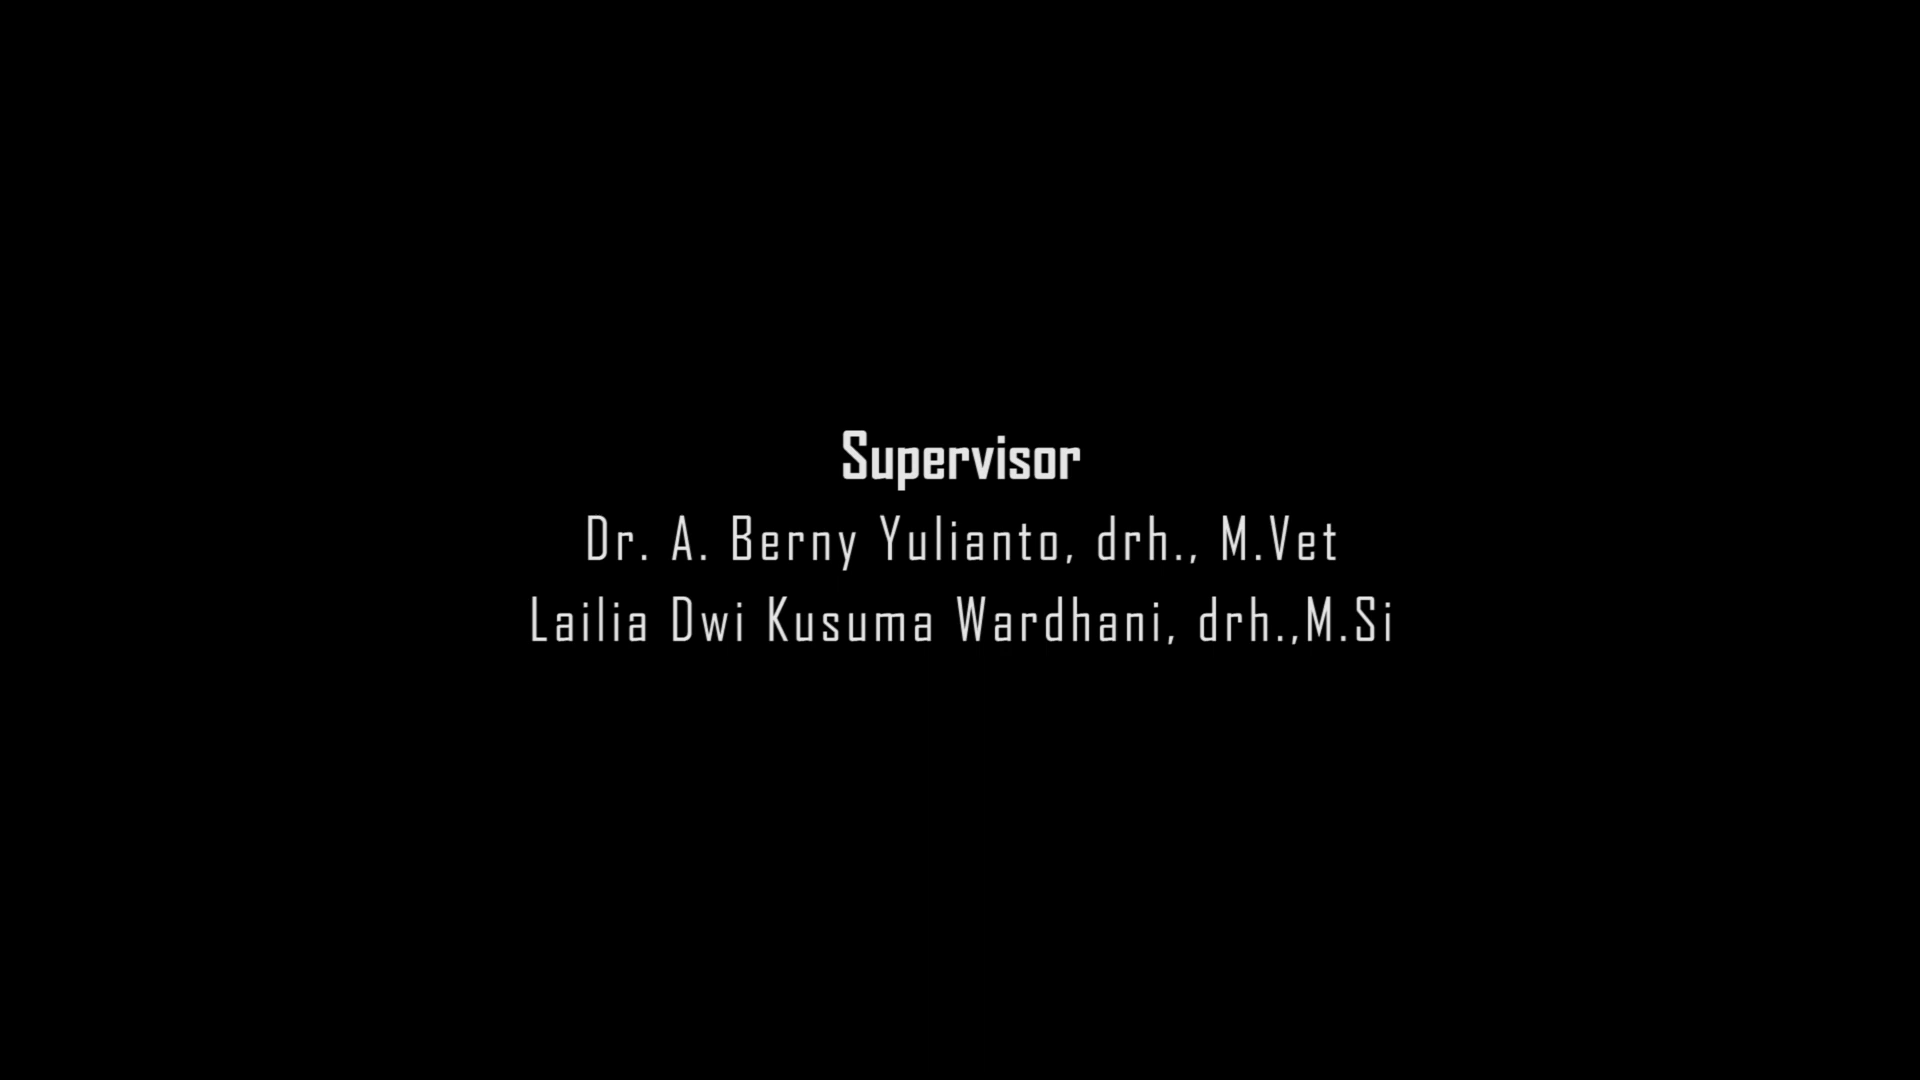 Supervisor
Dr. A. Berny Yulianto, drh., M.Vet
Lailia Dwi Kusuma Wardhani, drh.,M.Si